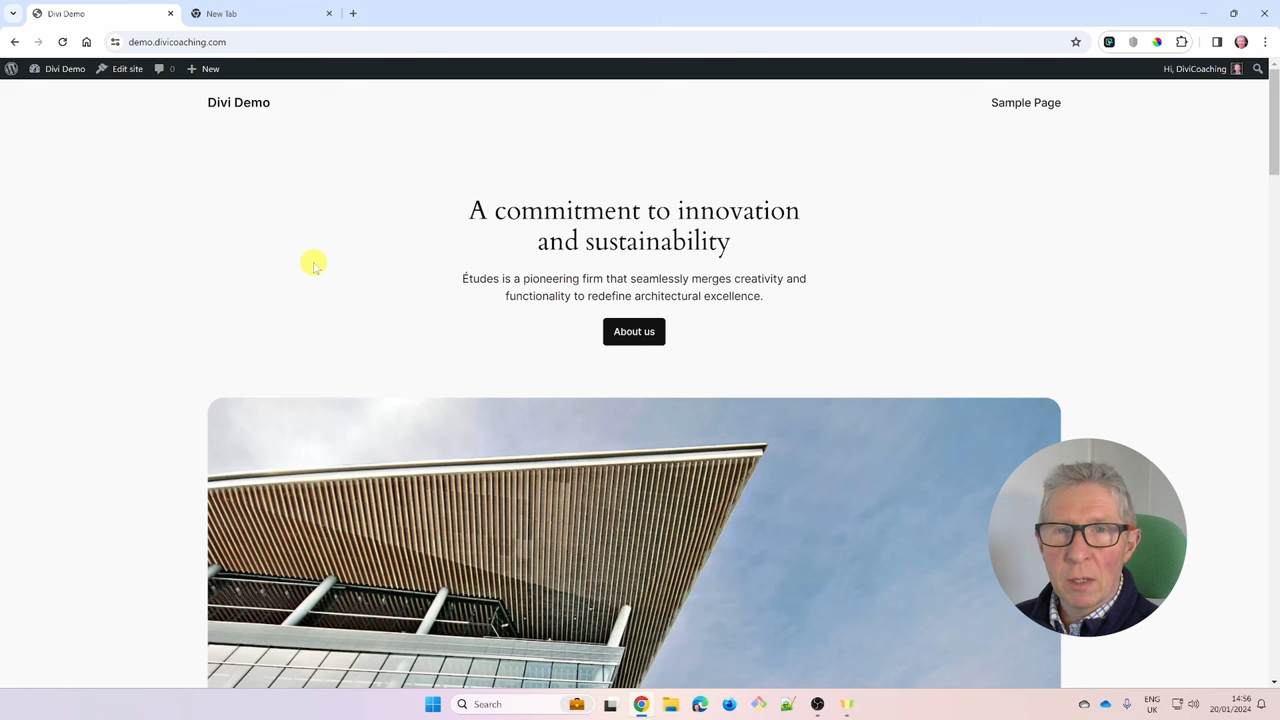 Divi Demo
New Tab
demo.divicoaching.com
Divi Demo
Edit site
0
New
Hi, DiviCoaching
Divi Demo
Sample Page
A commitment to innovation
and sustainability
Études is a pioneering firm that seamlessly merges creativity and
functionality to redefine architectural excellence.
About us
Search
ENG
UK
14:56
20/01/2024